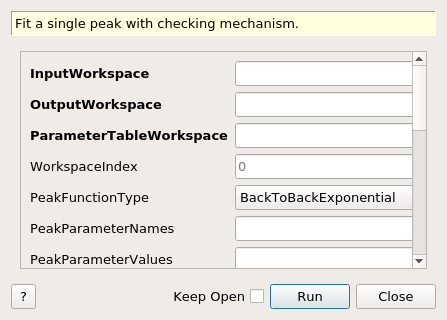 Fit a single peak with checking mechanism.
InputWorkspace
OutputWorkspace
ParameterTableWorkspace
WorkspaceIndex 0
PeakFunctionType BackToBackExponential
PeakParameterNames
PeakParameterValues
? Keep Open Run Close